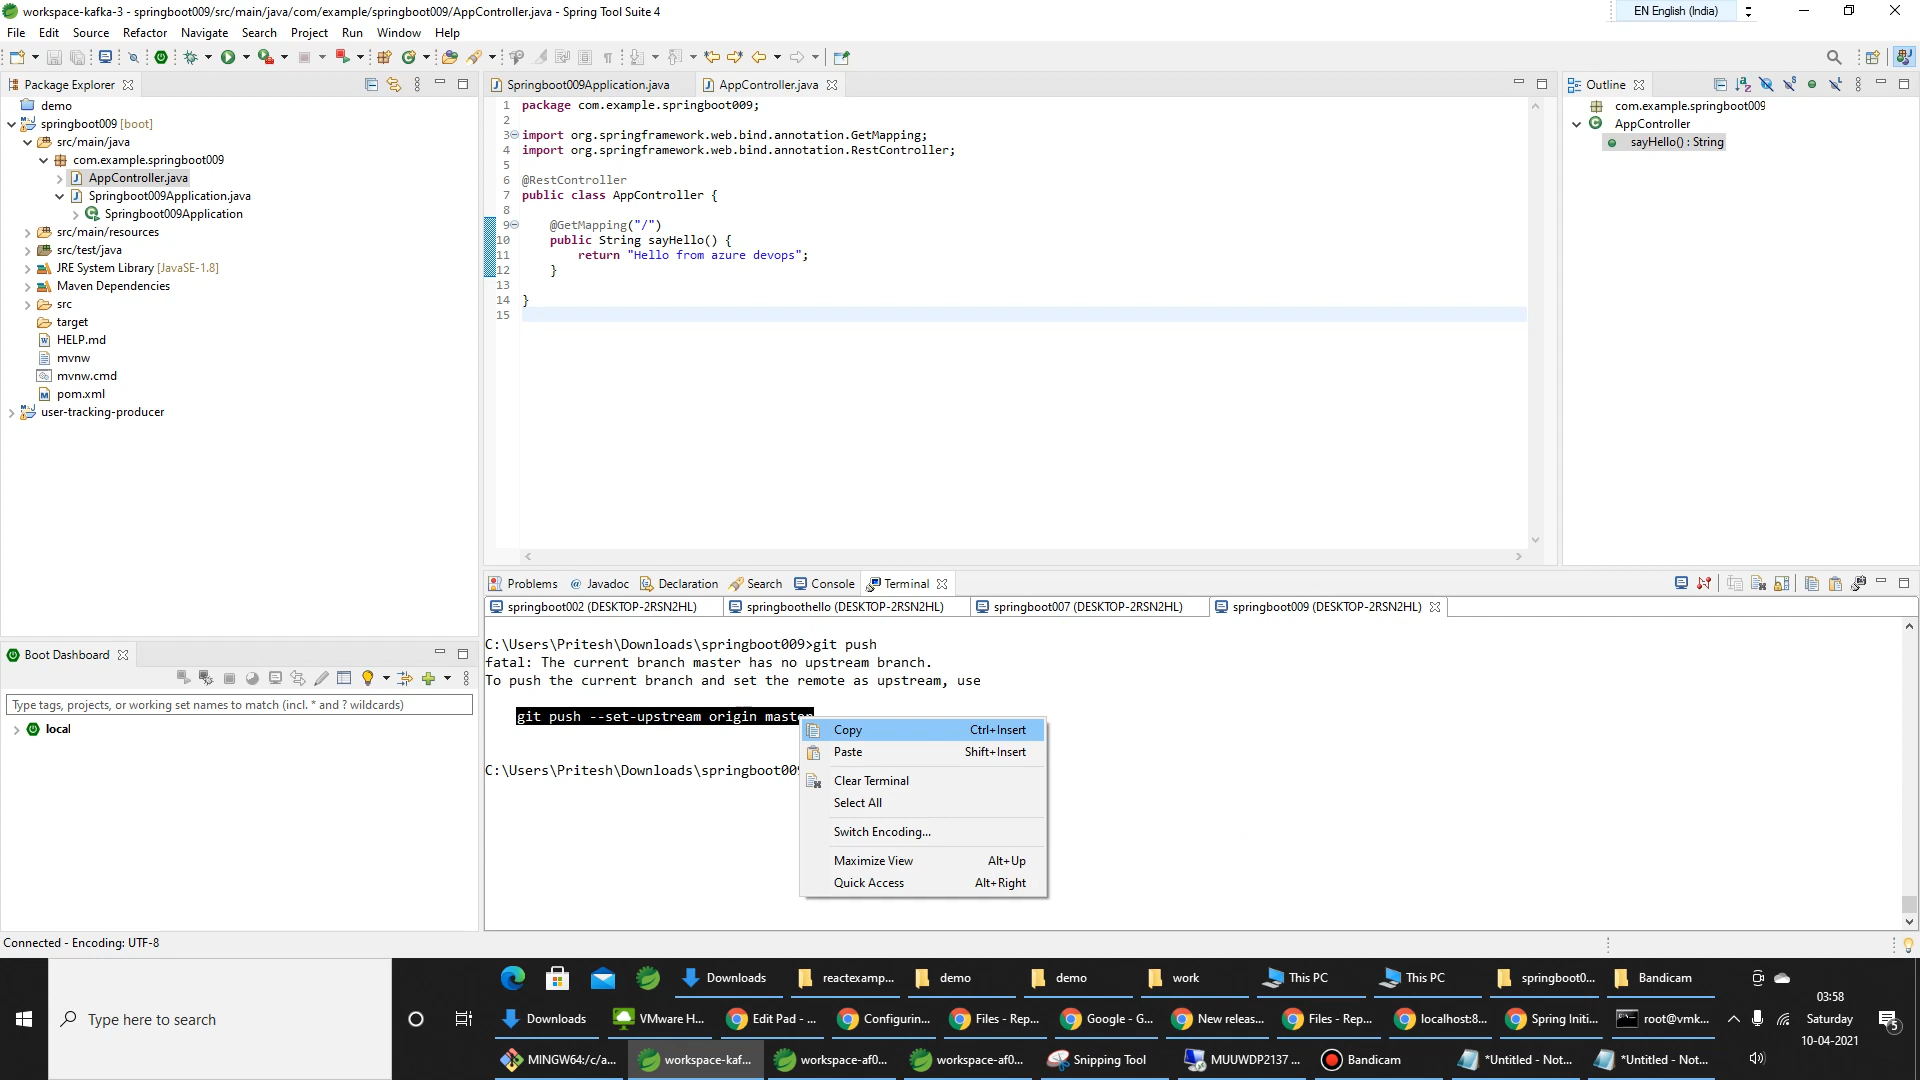 workspace-kafka-3 - springboot009/src/main/java/com/example/springboot009/AppController.java - Spring Tool Suite 4
EN English (India)
File Edit Source Refactor Navigate Search Project Run Window Help
Package Explorer
demo
springboot009 [boot]
src/main/java
com.example.springboot009
AppController.java
Springboot009Application.java
Springboot009Application
src/main/resources
src/test/java
JRE System Library [JavaSE-1.8]
Maven Dependencies
src
target
HELP.md
mvnw
mvnw.cmd
pom.xml
user-tracking-producer
Springboot009Application.java AppController.java
1 package com.example.springboot009;
2
3 import org.springframework.web.bind.annotation.GetMapping;
4 import org.springframework.web.bind.annotation.RestController;
5
6 @RestController
7 public class AppController {
8
9 @GetMapping("/")
10 public String sayHello() {
11 return "Hello from azure devops";
12 }
13
14 }
15
Outline
com.example.springboot009
AppController
sayHello() : String
Boot Dashboard
Type tags, projects, or working set names to match (incl. * and ? wildcards)
local
Problems Javadoc Declaration Search Console Terminal
springboot002 (DESKTOP-2RSN2HL) springboothello (DESKTOP-2RSN2HL) springboot007 (DESKTOP-2RSN2HL) springboot009 (DESKTOP-2RSN2HL)
C:\Users\Pritesh\Downloads\springboot009>git push
fatal: The current branch master has no upstream branch.
To push the current branch and set the remote as upstream, use
git push --set-upstream origin master
C:\Users\Pritesh\Downloads\springboot009
Copy Ctrl+Insert
Paste Shift+Insert
Clear Terminal
Select All
Switch Encoding...
Maximize View Alt+Up
Quick Access Alt+Right
Connected - Encoding: UTF-8
Type here to search
Downloads reactexamp... demo demo work This PC This PC springboot0... Bandicam
Downloads VMware H... Edit Pad - ... Configurin... Files - Rep... Google - G... New releas... Files - Rep... localhost:8... Spring Initi... root@vmk...
MINGW64:/c/a... workspace-kaf... workspace-af0... workspace-af0... Snipping Tool MUUWDP2137 ... Bandicam *Untitled - Not... *Untitled - Not...
03:58
Saturday
10-04-2021
5